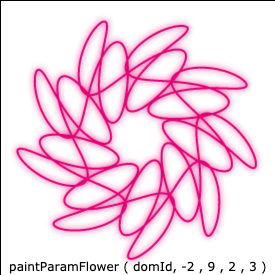 paintParamFlower ( domId, -2 , 9 , 2 , 3 )